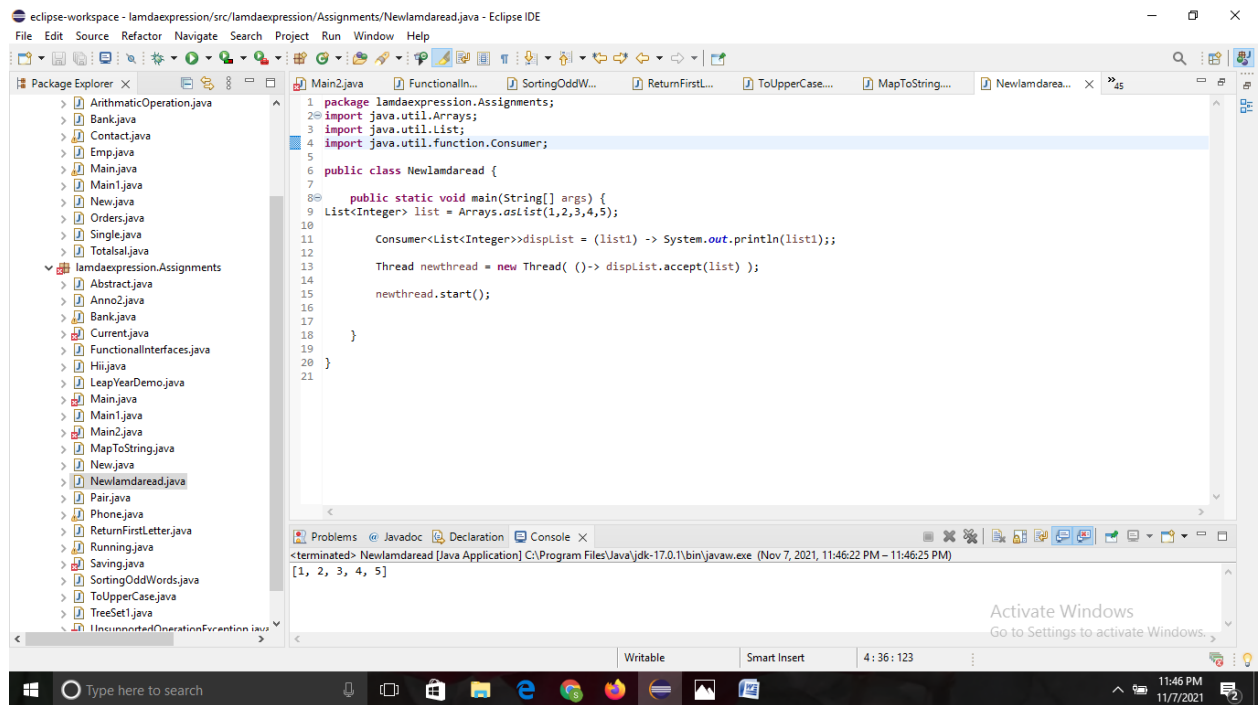 eclipse-workspace - lamdaexpression/src/lamdaexpression/Assignments/Newlamdaread.java - Eclipse IDE
File Edit Source Refactor Navigate Search Project Run Window Help
Package Explorer
ArithmaticOperation.java
Bank.java
Contact.java
Emp.java
Main.java
Main1.java
New.java
Orders.java
Single.java
Totalsal.java
lamdaexpression.Assignments
Abstract.java
Anno2.java
Bank.java
Current.java
FunctionalInterfaces.java
Hii.java
LeapYearDemo.java
Main.java
Main1.java
Main2.java
MapToString.java
New.java
Newlamdaread.java
Pair.java
Phone.java
ReturnFirstLetter.java
Running.java
Saving.java
SortingOddWords.java
ToUpperCase.java
TreeSet1.java
UnsupportedOperationException.java
Main2.java FunctionalIn... SortingOddW... ReturnFirstL... ToUpperCase.... MapToString.... Newlamdarea... 45
1 package lamdaexpression.Assignments;
2 import java.util.Arrays;
3 import java.util.List;
4 import java.util.function.Consumer;
5
6 public class Newlamdaread {
7
8 public static void main(String[] args) {
9 List<Integer> list = Arrays.asList(1,2,3,4,5);
10
11 Consumer<List<Integer>>dispList = (list1) -> System.out.println(list1);;
12
13 Thread newthread = new Thread( ()-> dispList.accept(list) );
14
15 newthread.start();
16
17
18 }
19
20 }
21
Problems Javadoc Declaration Console
<terminated> Newlamdaread [Java Application] C:\Program Files\Java\jdk-17.0.1\bin\javaw.exe (Nov 7, 2021, 11:46:22 PM – 11:46:25 PM)
[1, 2, 3, 4, 5]
Activate Windows
Go to Settings to activate Windows.
Writable Smart Insert 4 : 36 : 123
Type here to search
11:46 PM
11/7/2021
2